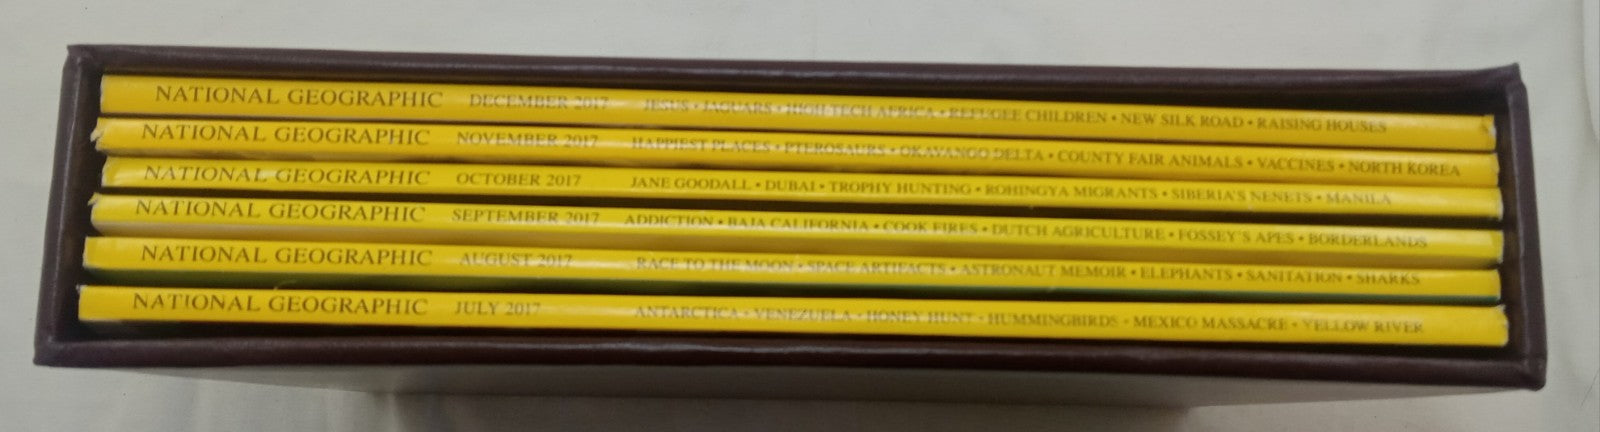 NATIONAL GEOGRAPHIC DECEMBER 2017 JESUS • JAGUARS • HIGH-TECH AFRICA • REFUGEE CHILDREN • NEW SILK ROAD • RAISING HOUSES
NATIONAL GEOGRAPHIC NOVEMBER 2017 HAPPIEST PLACES • PTEROSAURS • OKAVANGO DELTA • COUNTY FAIR ANIMALS • VACCINES • NORTH KOREA
NATIONAL GEOGRAPHIC OCTOBER 2017 JANE GOODALL • DUBAI • TROPHY HUNTING • ROHINGYA MIGRANTS • SIBERIA'S NENETS • MANILA
NATIONAL GEOGRAPHIC SEPTEMBER 2017 ADDICTION • BAJA CALIFORNIA • COOK FIRES • DUTCH AGRICULTURE • FOSSEY'S APES • BORDERLANDS
NATIONAL GEOGRAPHIC AUGUST 2017 RACE TO THE MOON • SPACE ARTIFACTS • ASTRONAUT MEMOIR • ELEPHANTS • SANITATION • SHARKS
NATIONAL GEOGRAPHIC JULY 2017 ANTARCTICA • VENEZUELA • HONEY HUNT • HUMMINGBIRDS • MEXICO MASSACRE • YELLOW RIVER